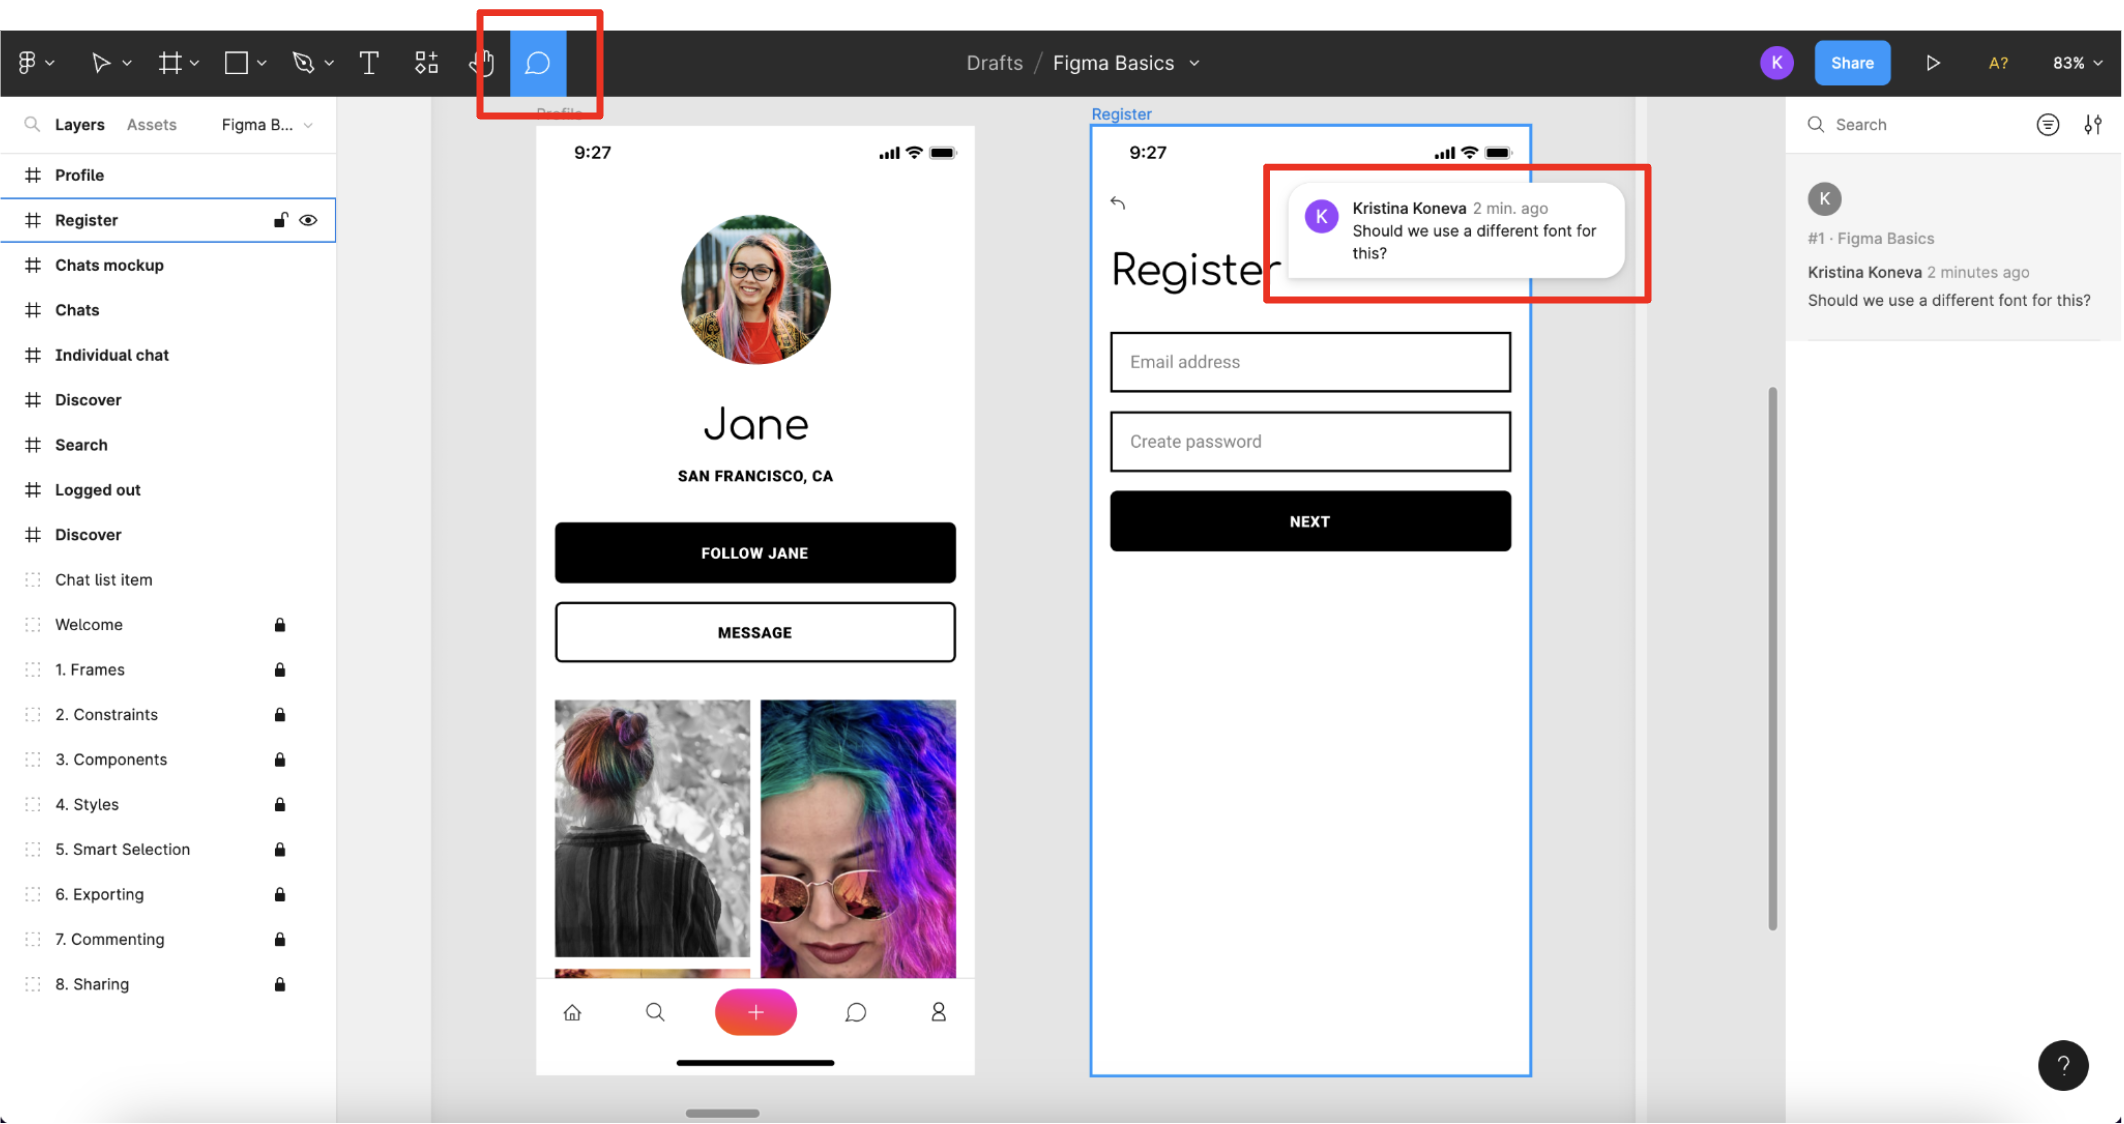 Drafts / Figma Basics
K
Share
A?
83%
Layers
Assets
Figma B...
Profile
Register
Chats mockup
Chats
Individual chat
Discover
Search
Logged out
Discover
Chat list item
Welcome
1. Frames
2. Constraints
3. Components
4. Styles
5. Smart Selection
6. Exporting
7. Commenting
8. Sharing
Profile
9:27
Jane
SAN FRANCISCO, CA
FOLLOW JANE
MESSAGE
Register
9:27
Register
K
Kristina Koneva 2 min. ago
Should we use a different font for
this?
Email address
Create password
NEXT
Search
K
#1 · Figma Basics
Kristina Koneva 2 minutes ago
Should we use a different font for this?
?